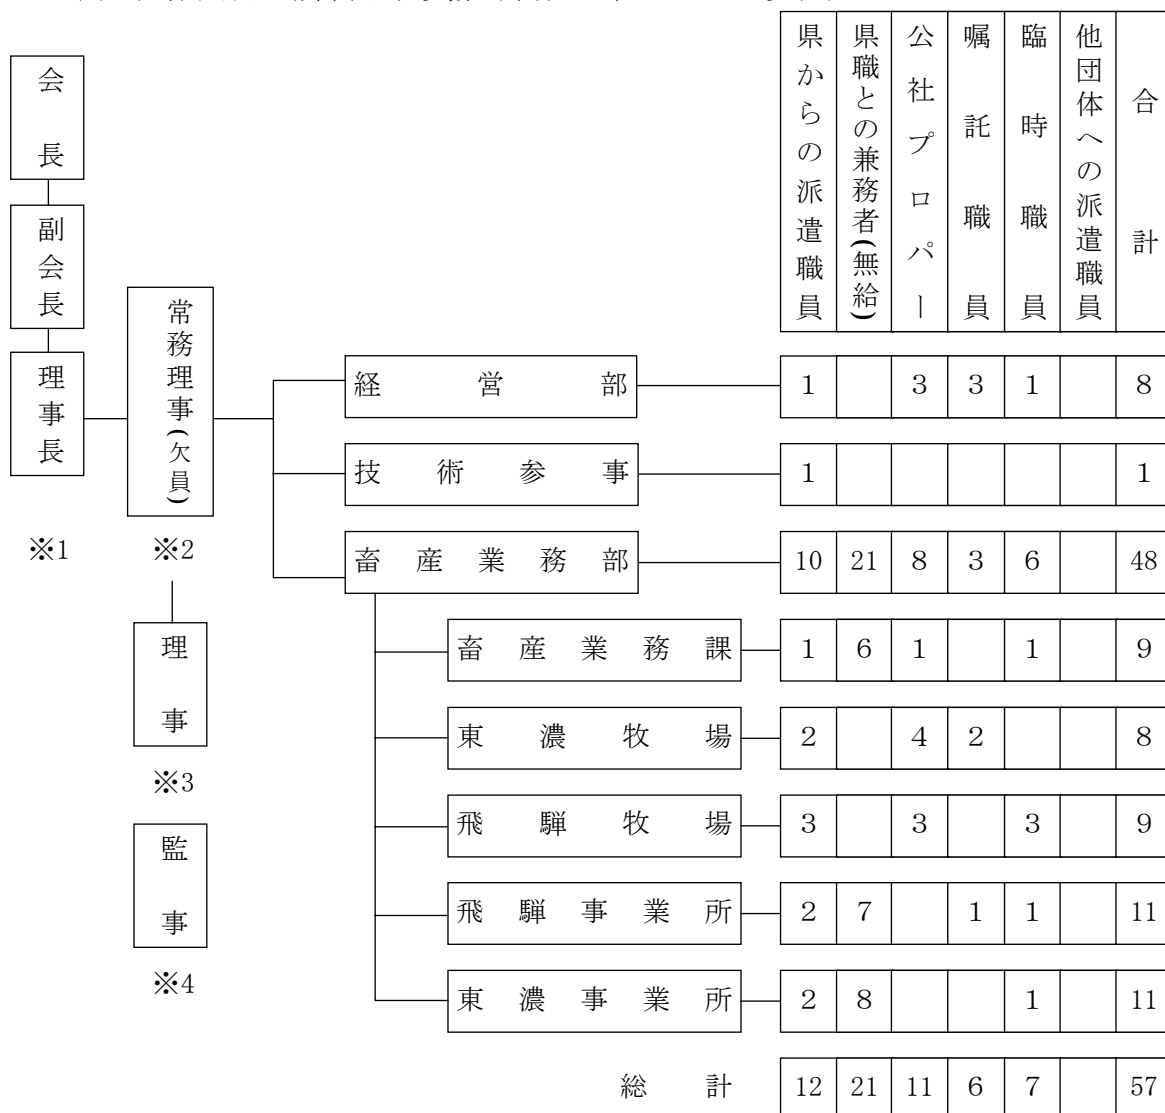 県からの派遣職員
県職との兼務者(無給)
公社プロパー
嘱託職員
臨時職員
他団体への派遣職員
合計
会長
副会長
理事長
※1
常務理事(欠員)
※2
理事
※3
監事
※4
経営部 1 3 3 1 8
技術参事 1 1
畜産業務部 10 21 8 3 6 48
畜産業務課 1 6 1 1 9
東濃牧場 2 4 2 8
飛騨牧場 3 3 3 9
飛騨事業所 2 7 1 1 11
東濃事業所 2 8 1 11
総計 12 21 11 6 7 57